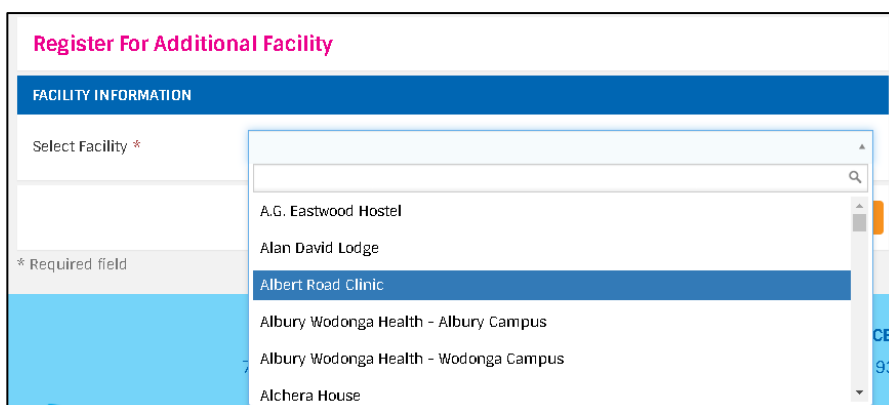 Register For Additional Facility
FACILITY INFORMATION
Select Facility *
A.G. Eastwood Hostel
Alan David Lodge
* Required field
Albert Road Clinic
Albury Wodonga Health - Albury Campus
Albury Wodonga Health - Wodonga Campus
Alchera House